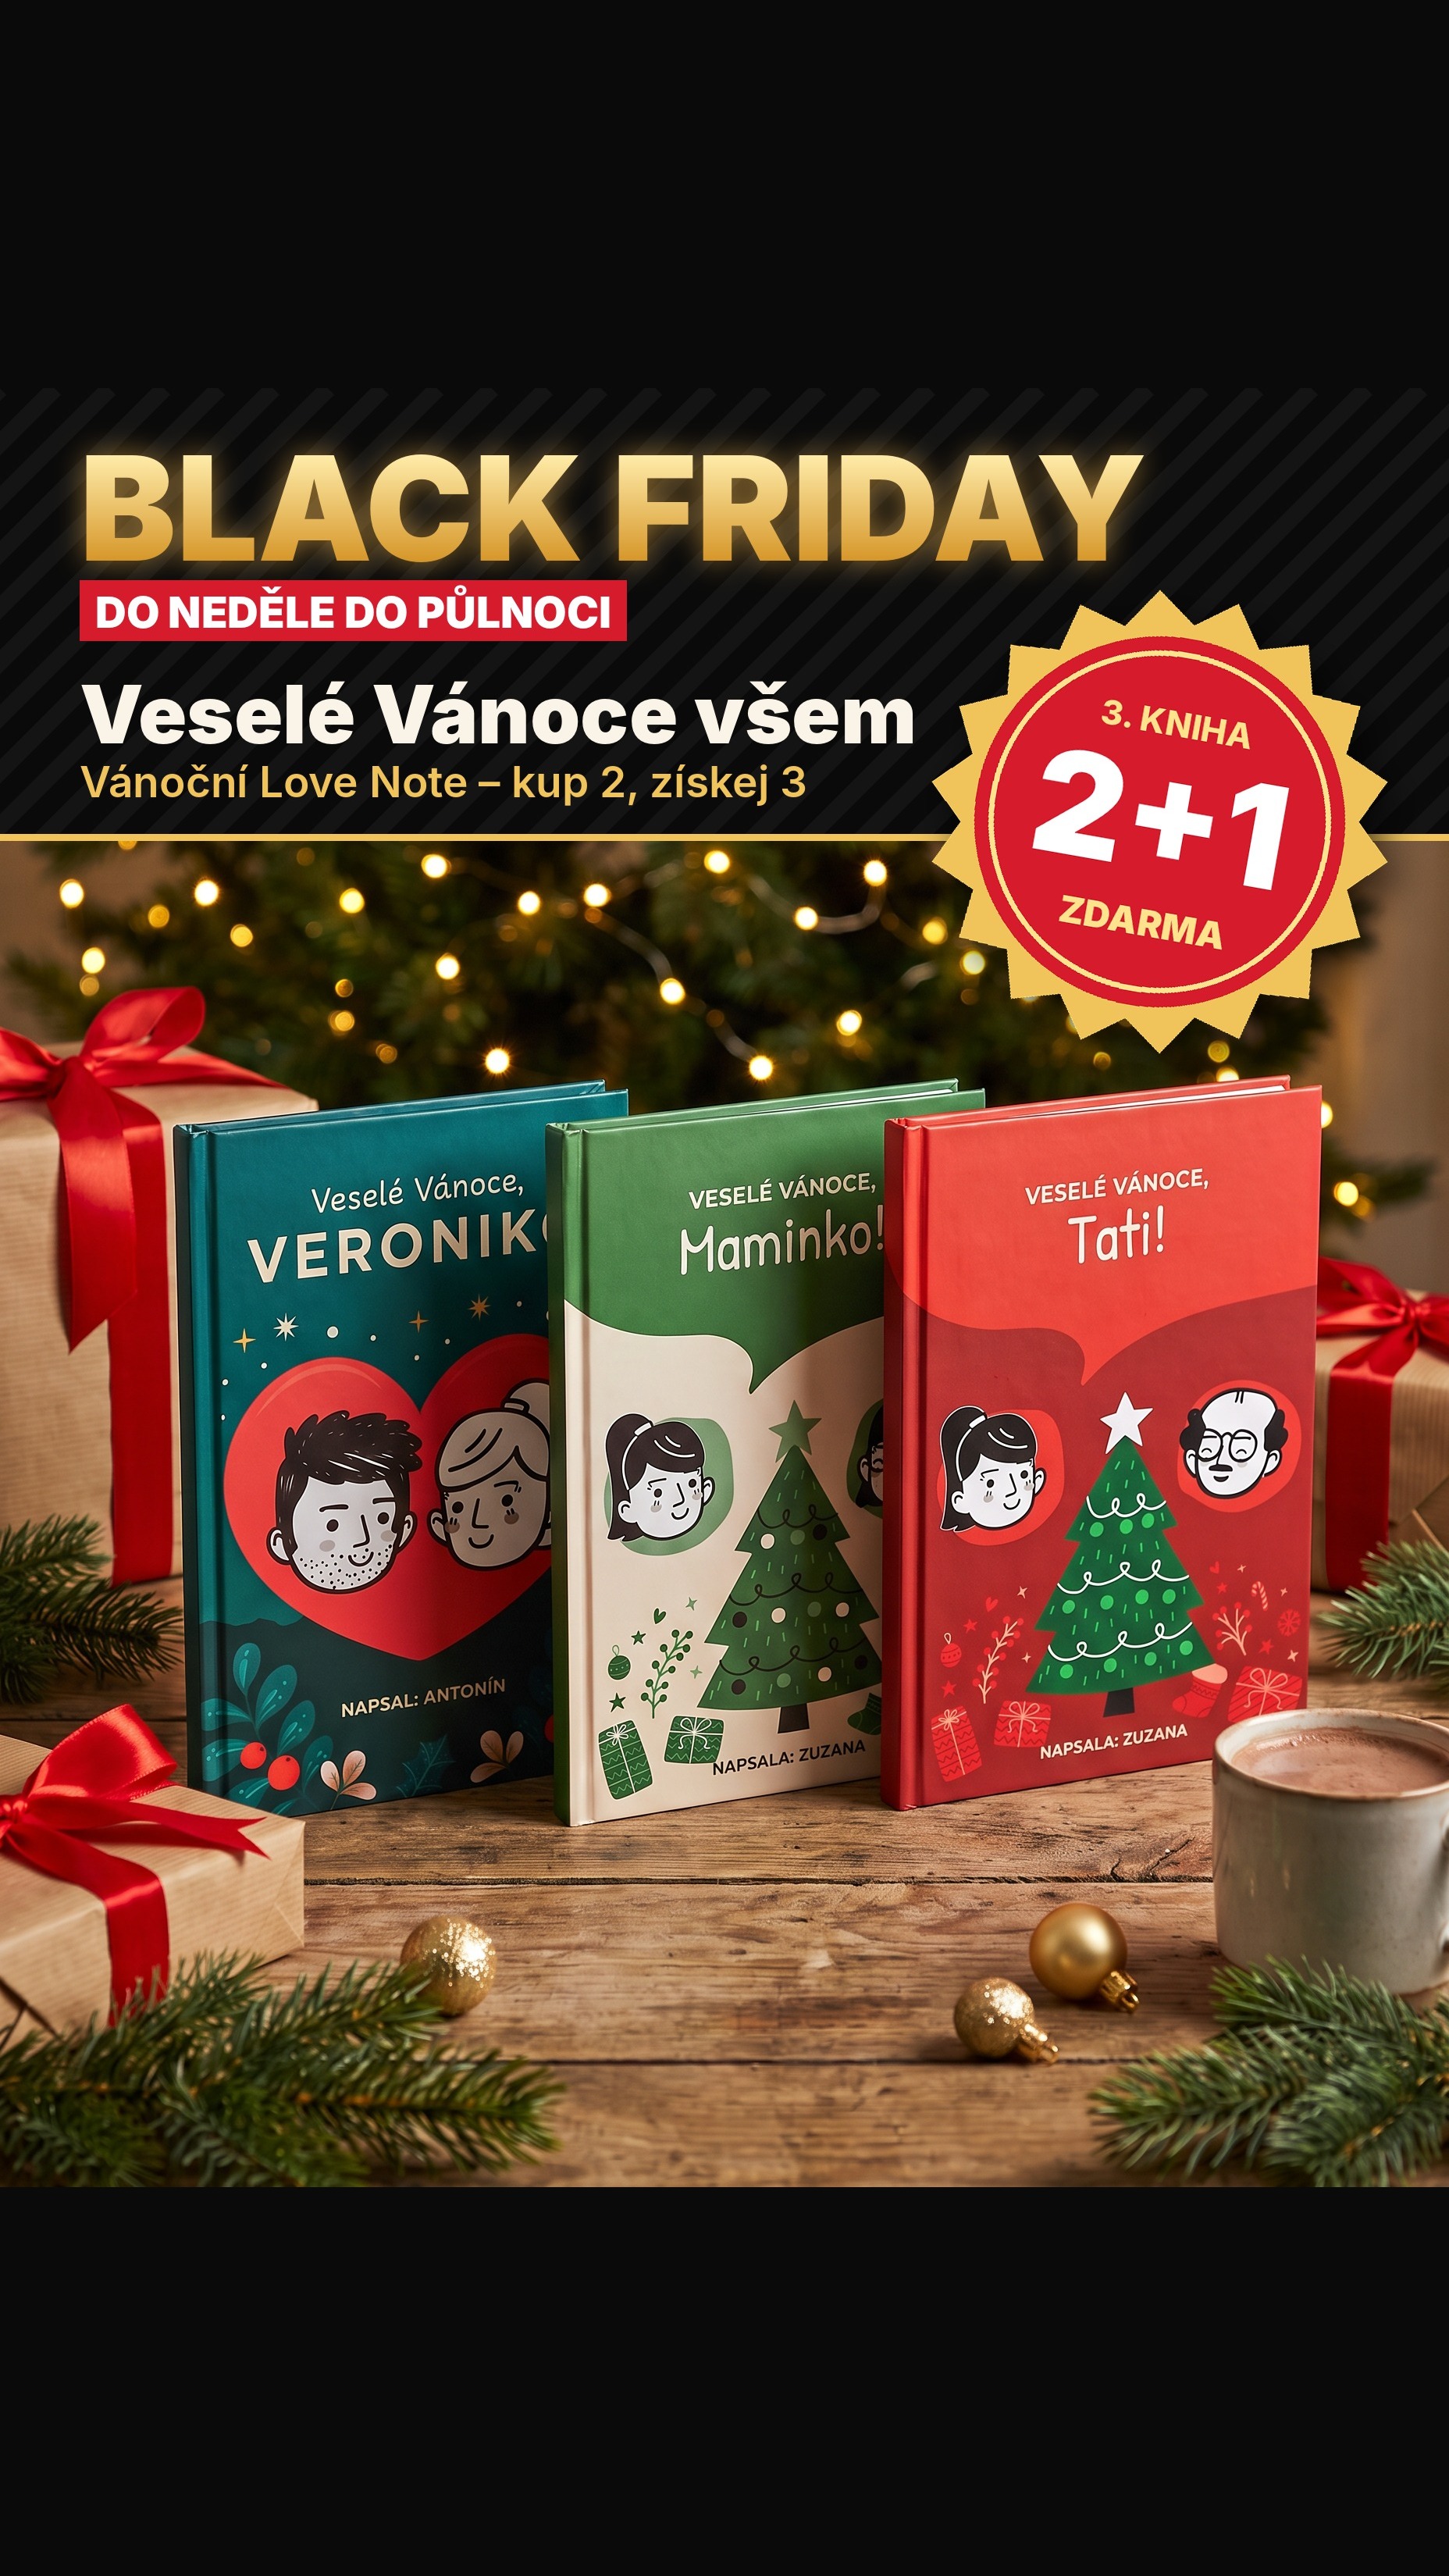 BLACK FRIDAY
DO NEDĚLE DO PŮLNOCI
Veselé Vánoce všem
Vánoční Love Note – kup 2, získej 3
3. KNIHA
2+1
ZDARMA
Veselé Vánoce,
NAPSAL: ANTONÍN
VESELÉ VÁNOCE,
Maminko!
NAPSALA: ZUZANA
VESELÉ VÁNOCE,
Tati!
NAPSALA: ZUZANA